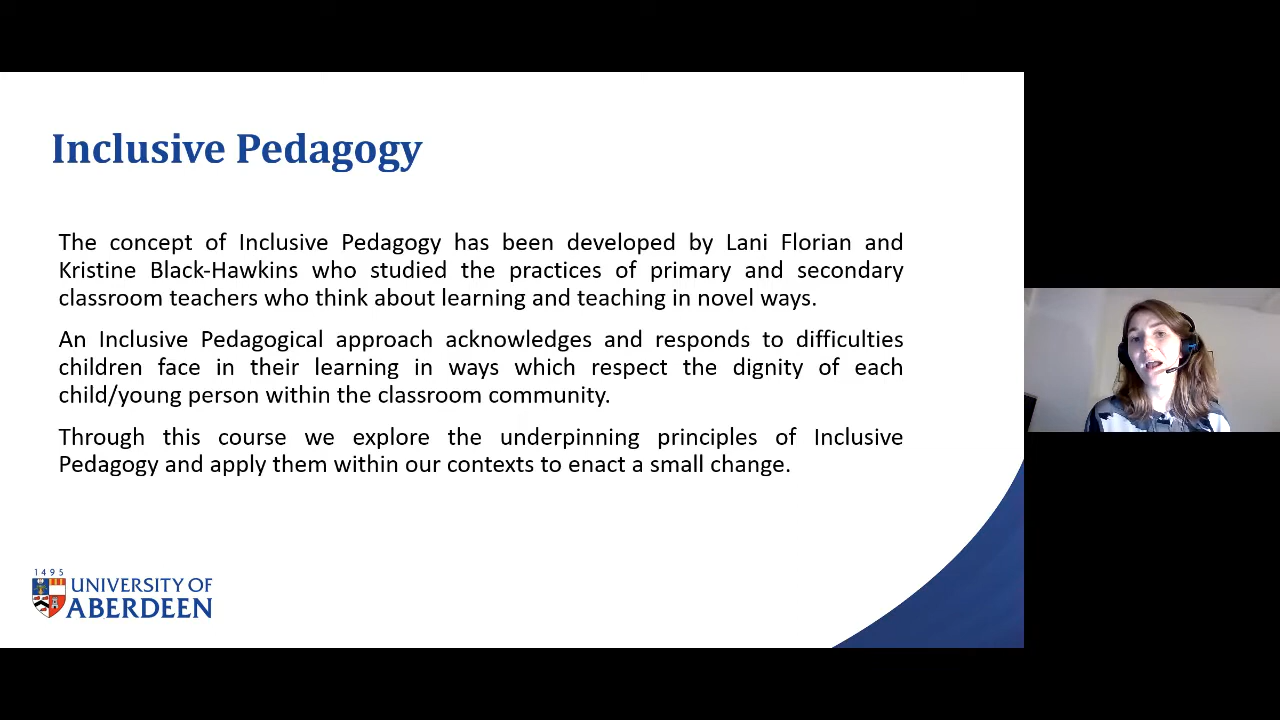 Inclusive Pedagogy
The concept of Inclusive Pedagogy has been developed by Lani Florian and
Kristine Black-Hawkins who studied the practices of primary and secondary
classroom teachers who think about learning and teaching in novel ways.
An Inclusive Pedagogical approach acknowledges and responds to difficulties
children face in their learning in ways which respect the dignity of each
child/young person within the classroom community.
Through this course we explore the underpinning principles of Inclusive
Pedagogy and apply them within our contexts to enact a small change.
1495
UNIVERSITY OF
ABERDEEN